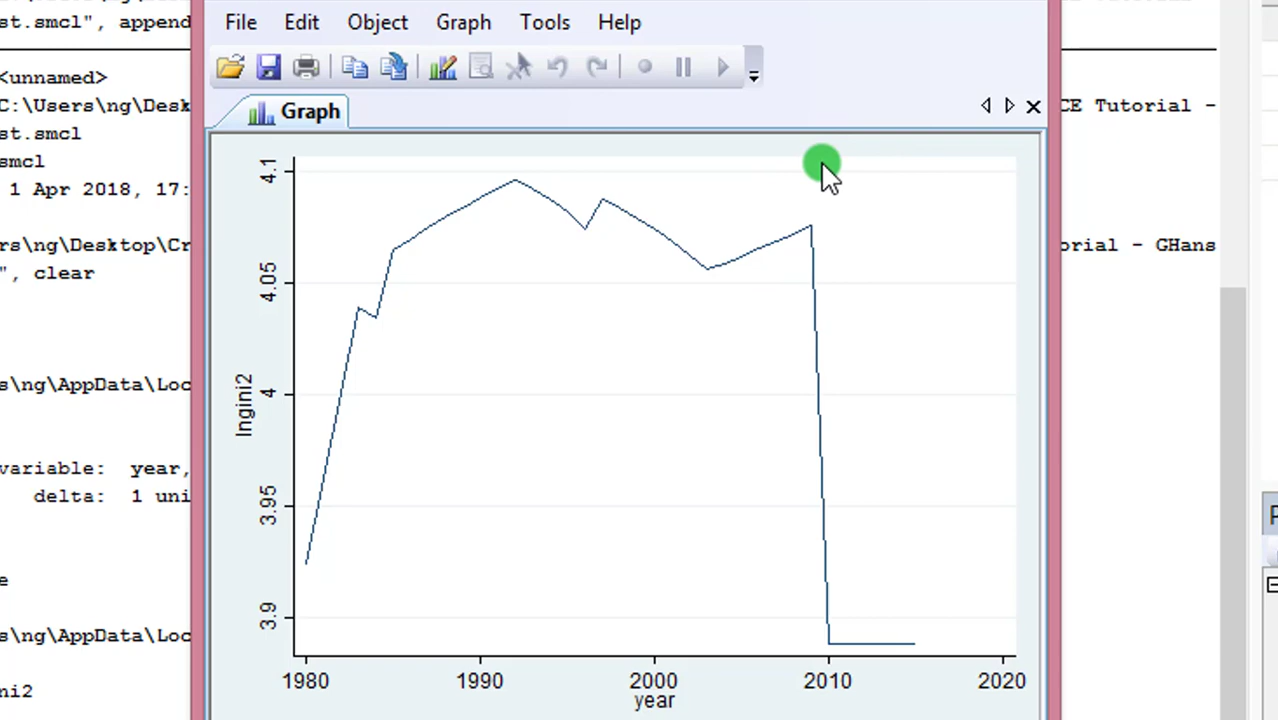 File Edit Object Graph Tools Help
st.smcl", append
<unnamed>
C:\Users\ng\Desk
CE Tutorial -
st.smcl
smcl
1 Apr 2018, 17:
rs\ng\Desktop\Cr
orial - GHans
", clear
s\ng\AppData\Loc
variable: year,
delta: 1 uni
e
s\ng\AppData\Loc
ni2
Graph
4.1
4.05
4
3.95
3.9
lngini2
1980 1990 2000 2010 2020
year
P